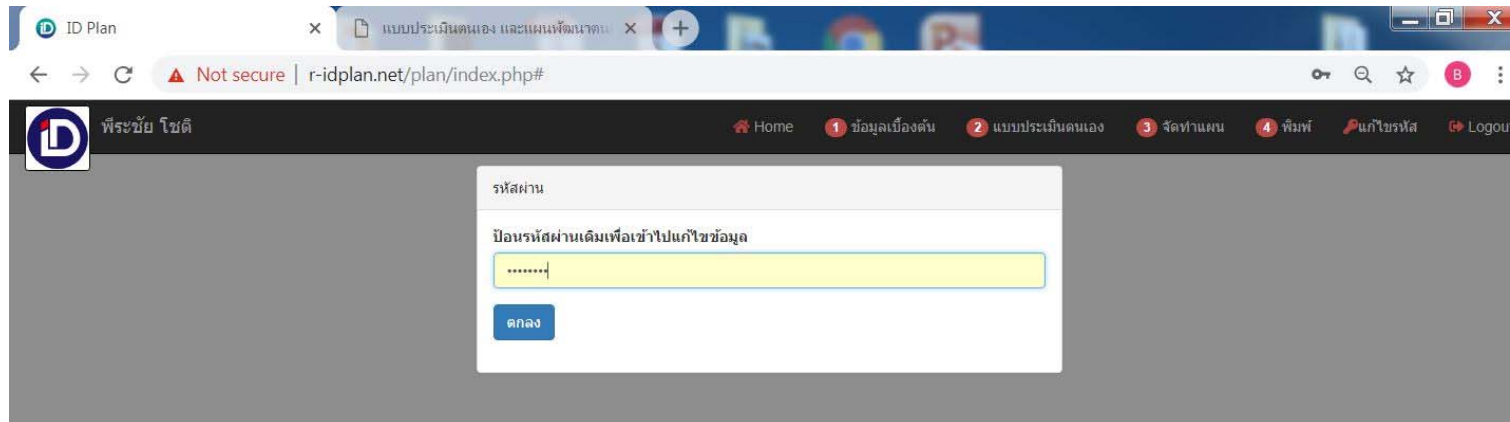 ID Plan
แบบประเมินตนเอง และแผนพัฒนาตน
Not secure | r-idplan.net/plan/index.php#
B
iD พีระชัย โชติ Home 1 ข้อมูลเบื้องต้น 2 แบบประเมินตนเอง 3 จัดทำแผน 4 พิมพ์ แก้ไขรหัส Logou
รหัสผ่าน
ป้อนรหัสผ่านเดิมเพื่อเข้าไปแก้ไขข้อมูล
••••••••
ตกลง